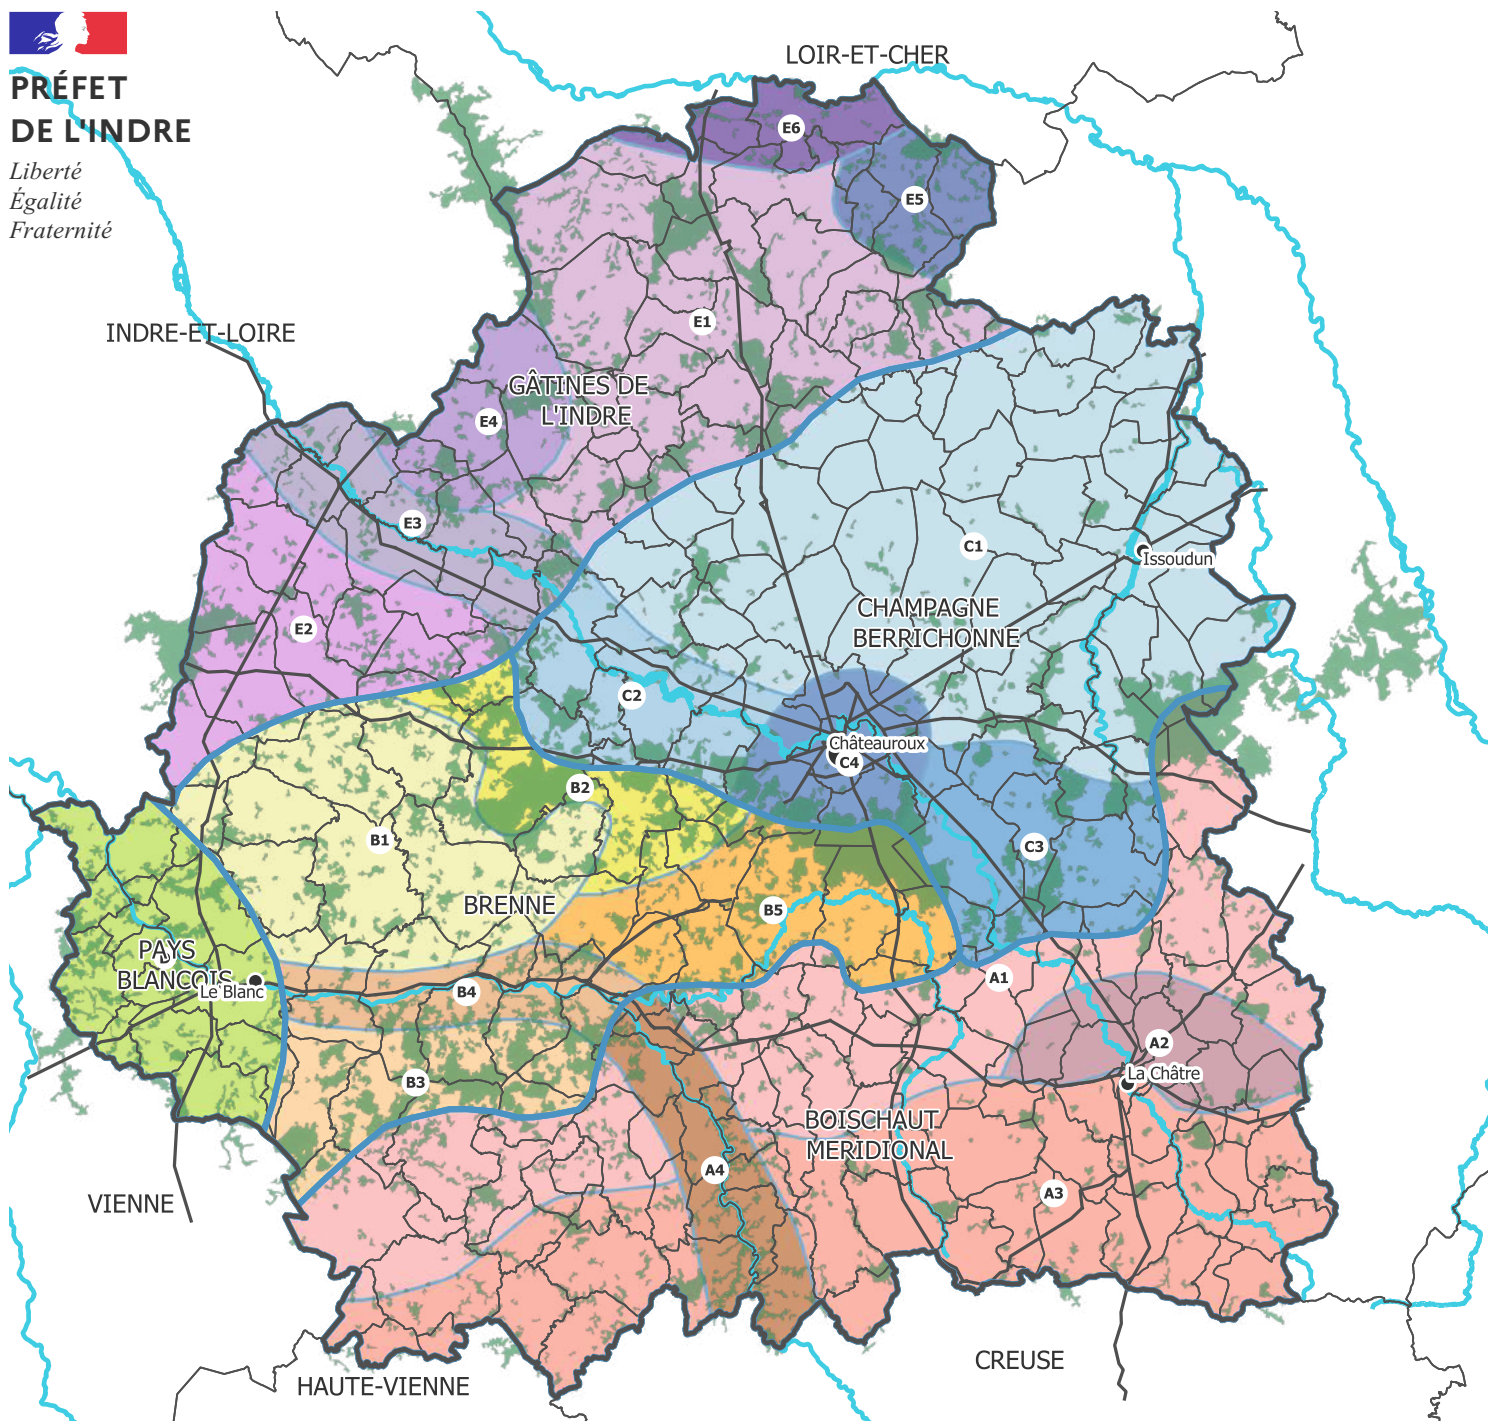 PRÉFET
DE L'INDRE
Liberté
Égalité
Fraternité
LOIR-ET-CHER
E6
E5
INDRE-ET-LOIRE
E1
GÂTINES DE
L'INDRE
E4
E3
C1
Issoudun
CHAMPAGNE
BERRICHONNE
E2
C2
Châteauroux
C4
B2
B1
C3
BRENNE
B5
PAYS
BLANCOIS
Le Blanc
B4
A1
A2
La Châtre
B3
BOISCHAUT
MERIDIONAL
A4
A3
VIENNE
CREUSE
HAUTE-VIENNE